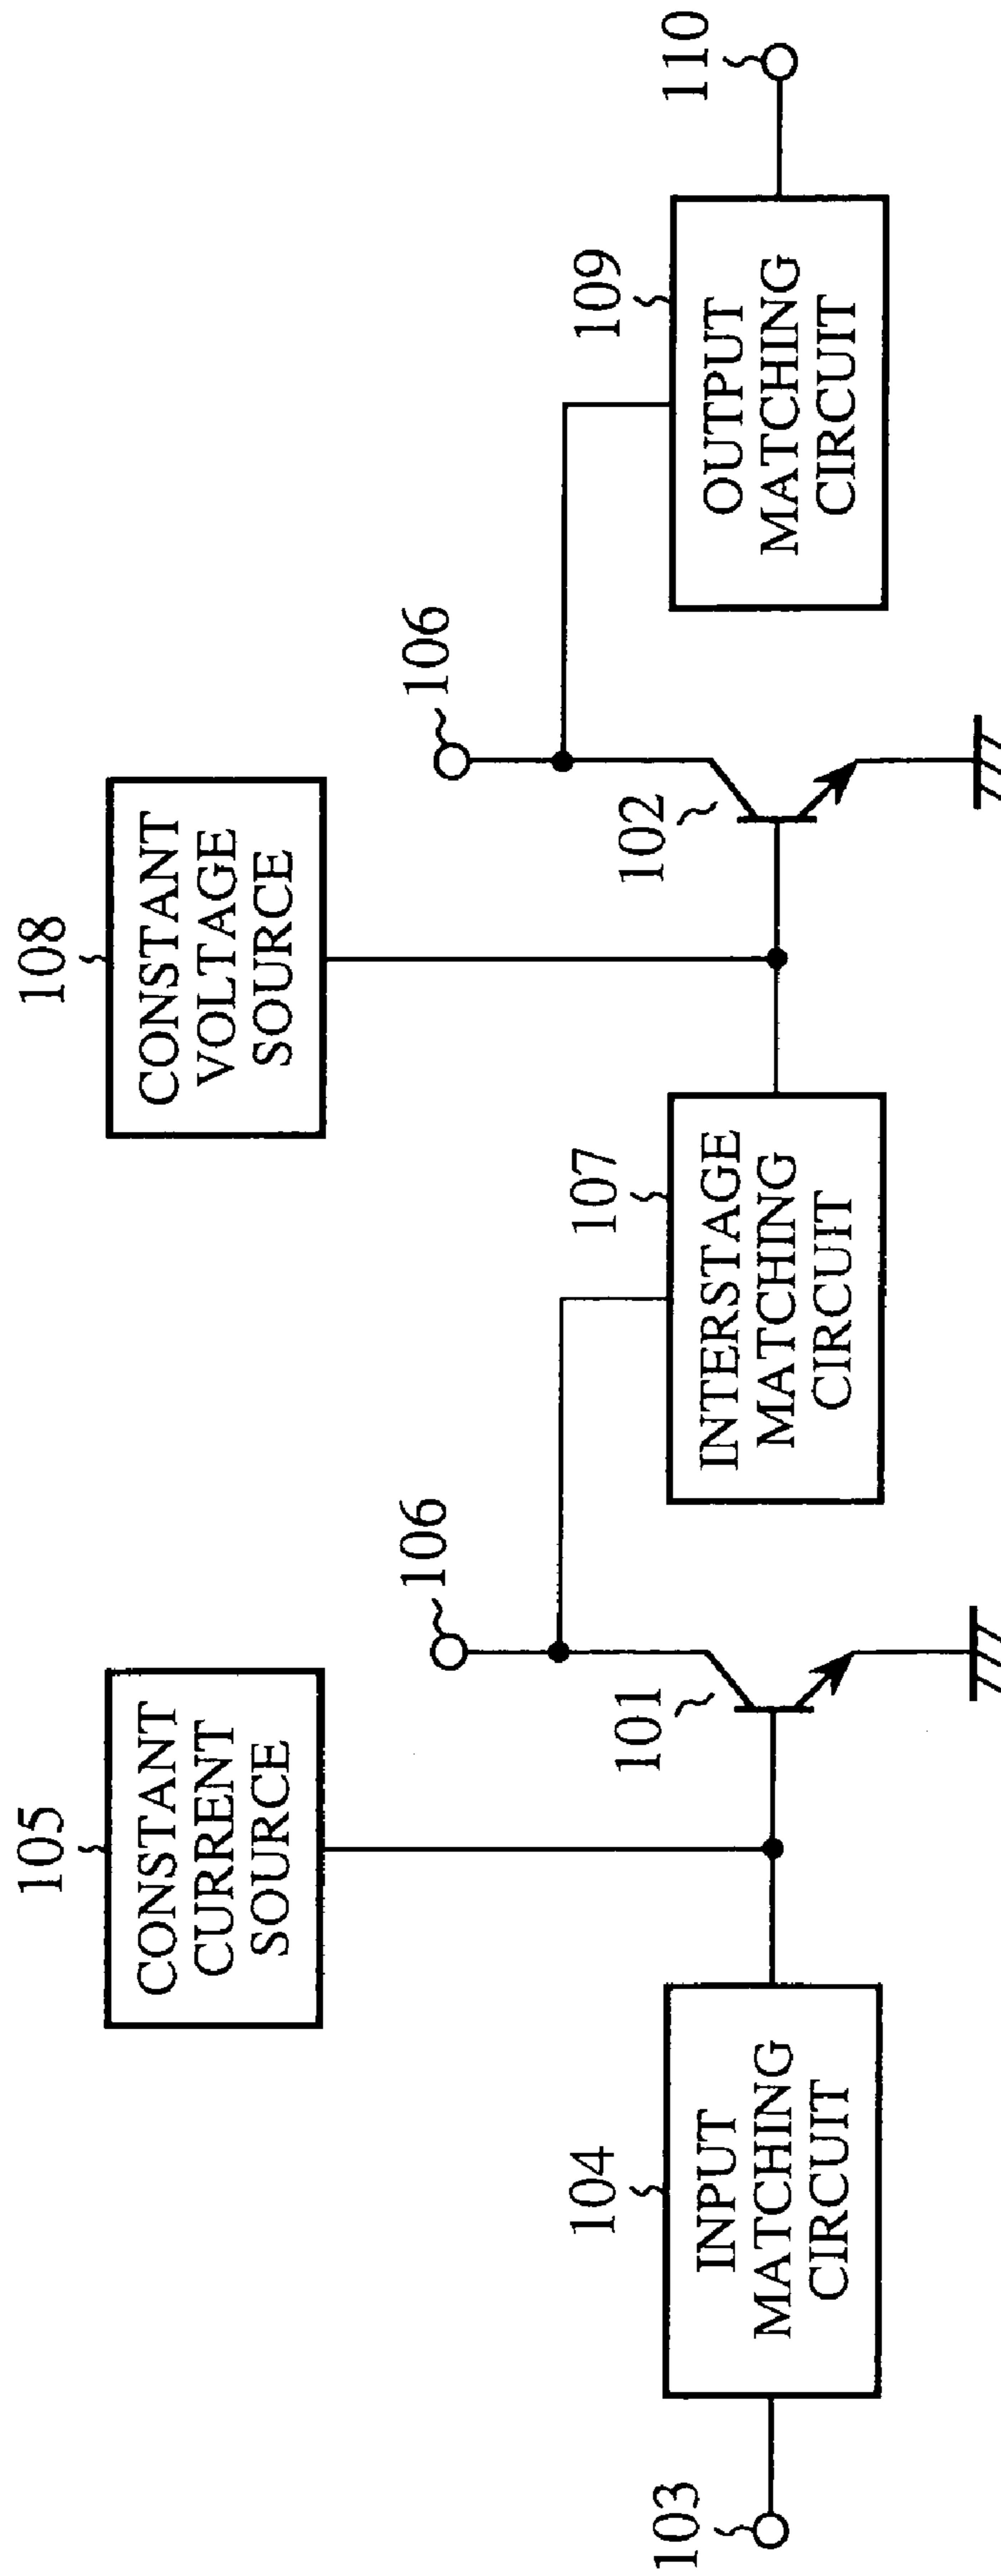 105
CONSTANT
CURRENT
SOURCE
108
CONSTANT
VOLTAGE
SOURCE
106
106
103
104
INPUT
MATCHING
CIRCUIT
101
107
INTERSTAGE
MATCHING
CIRCUIT
102
109
OUTPUT
MATCHING
CIRCUIT
110